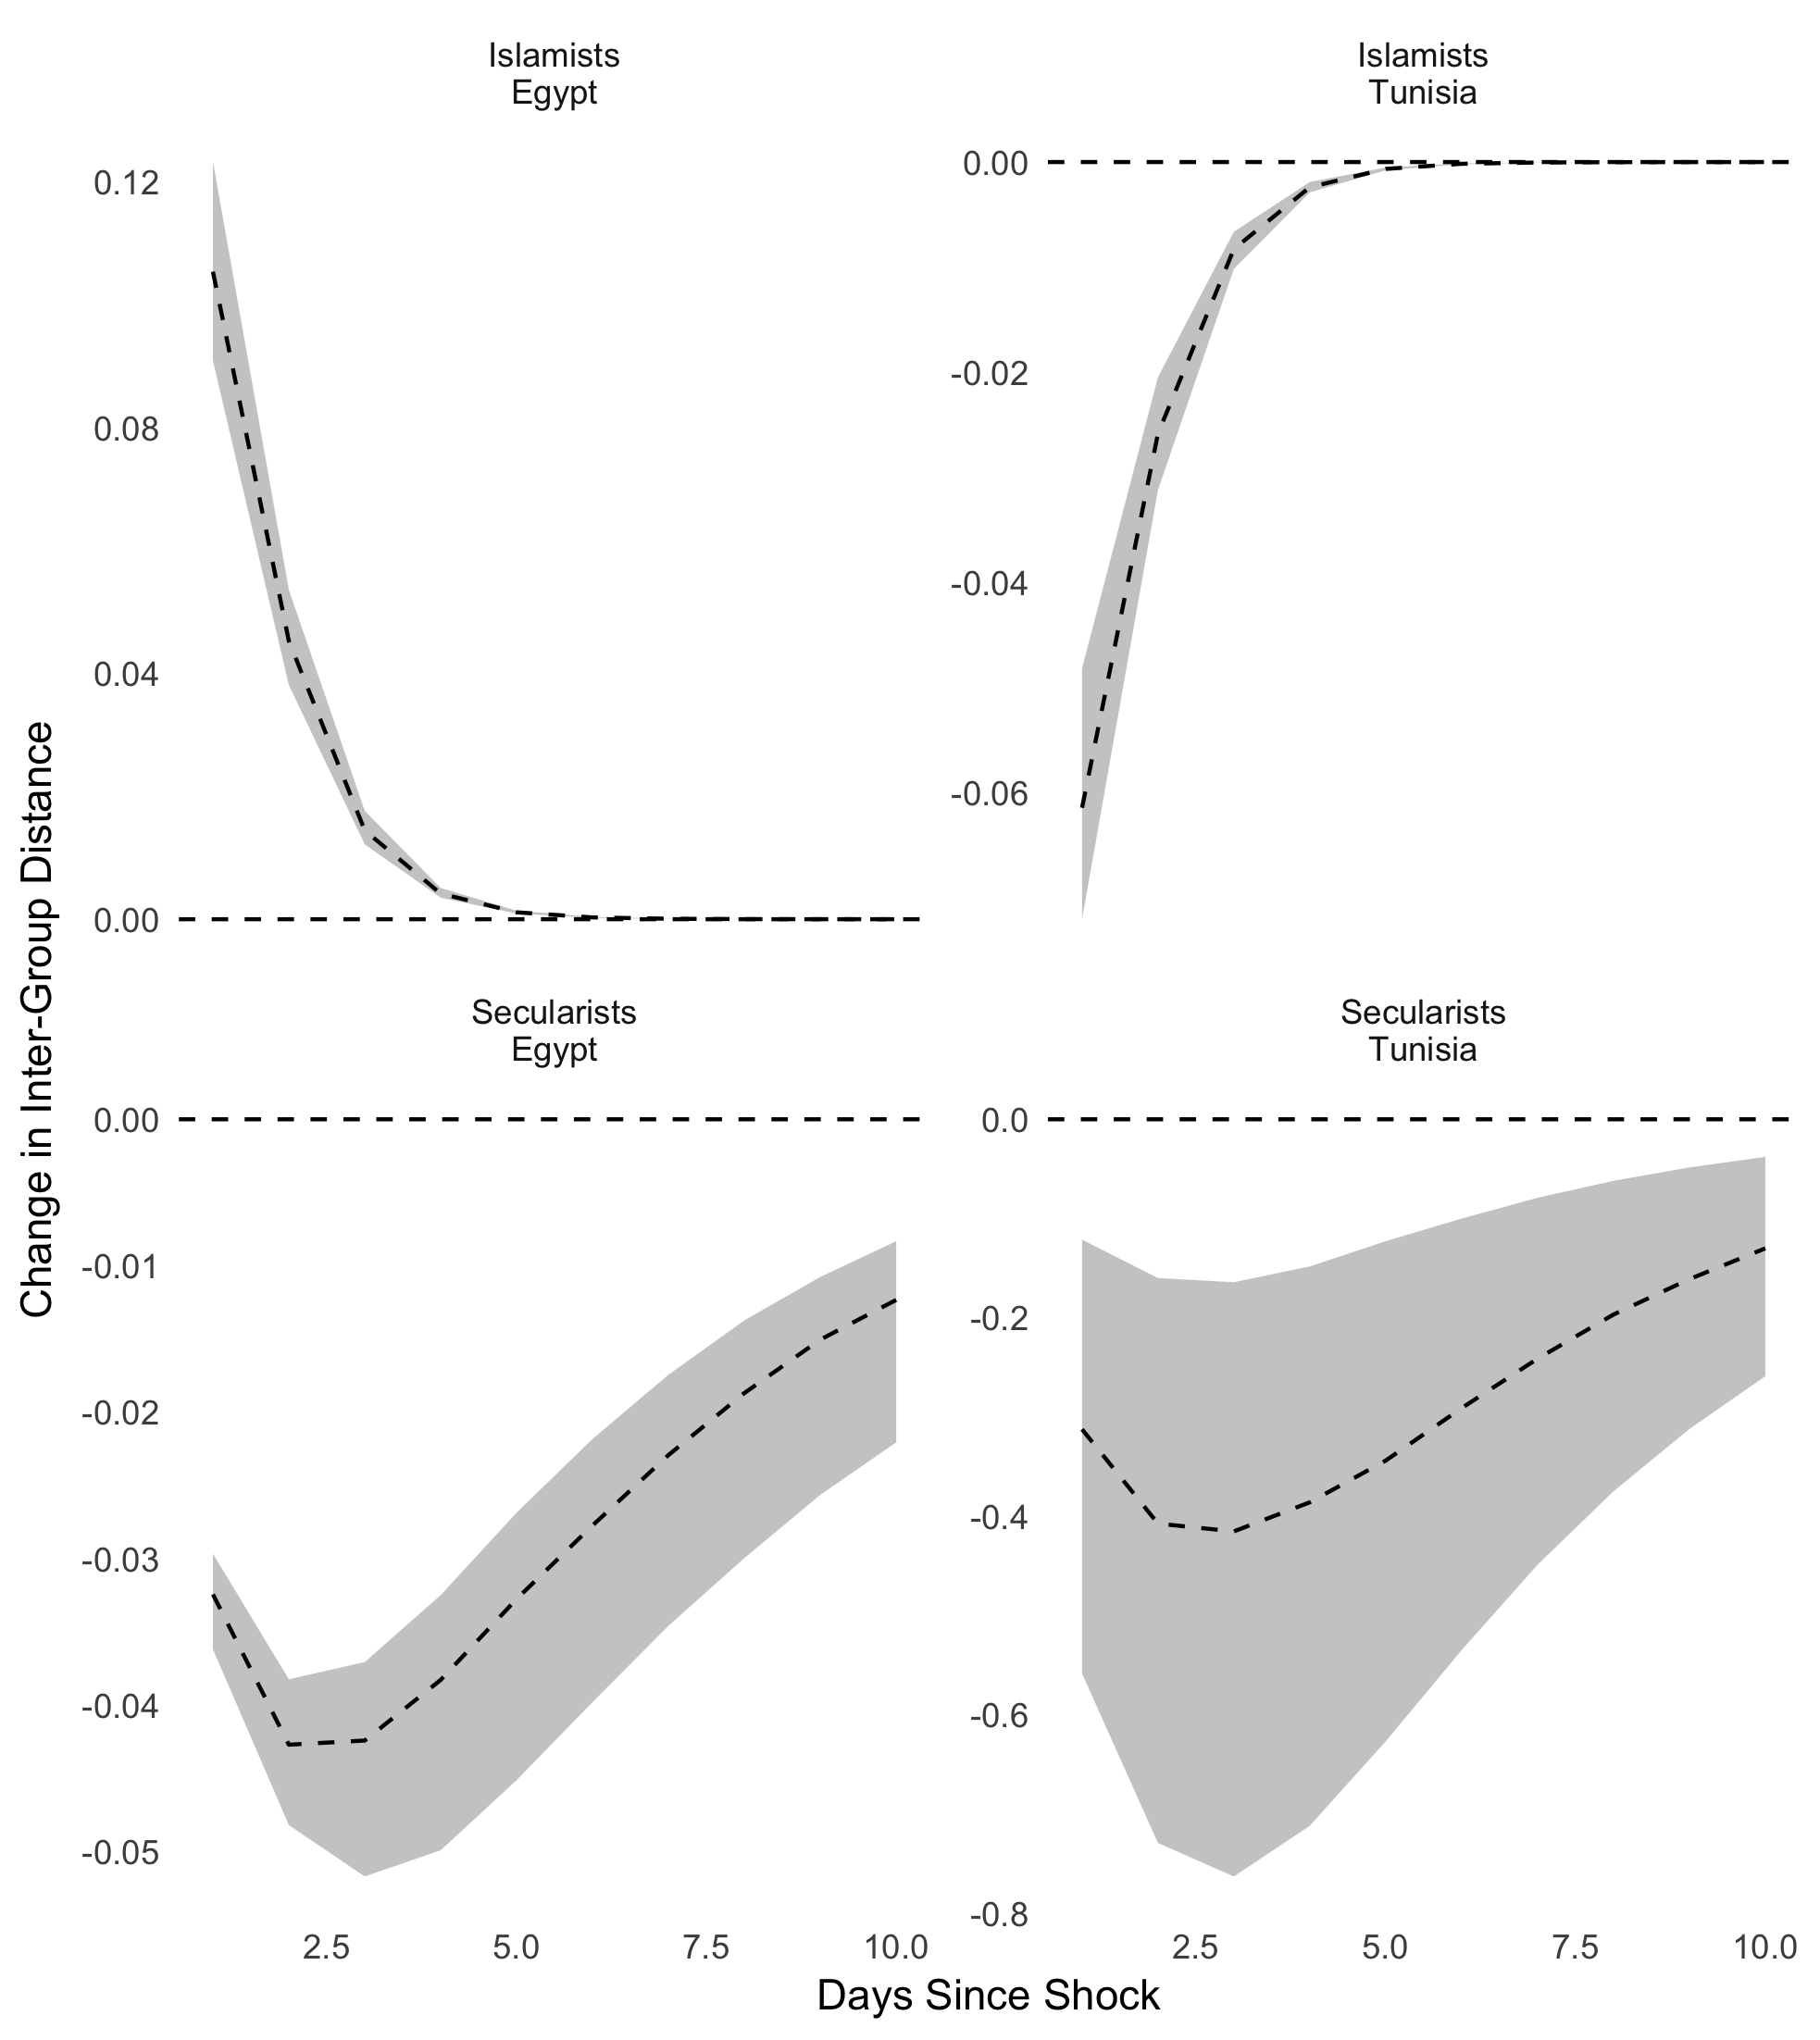 Islamists
Egypt
Islamists
Tunisia
0.12
0.08
0.04
0.00
0.00
-0.02
-0.04
-0.06
Change in Inter-Group Distance
Secularists
Egypt
Secularists
Tunisia
0.00
-0.01
-0.02
-0.03
-0.04
-0.05
0.0
-0.2
-0.4
-0.6
-0.8
2.5 5.0 7.5 10.0
2.5 5.0 7.5 10.0
Days Since Shock